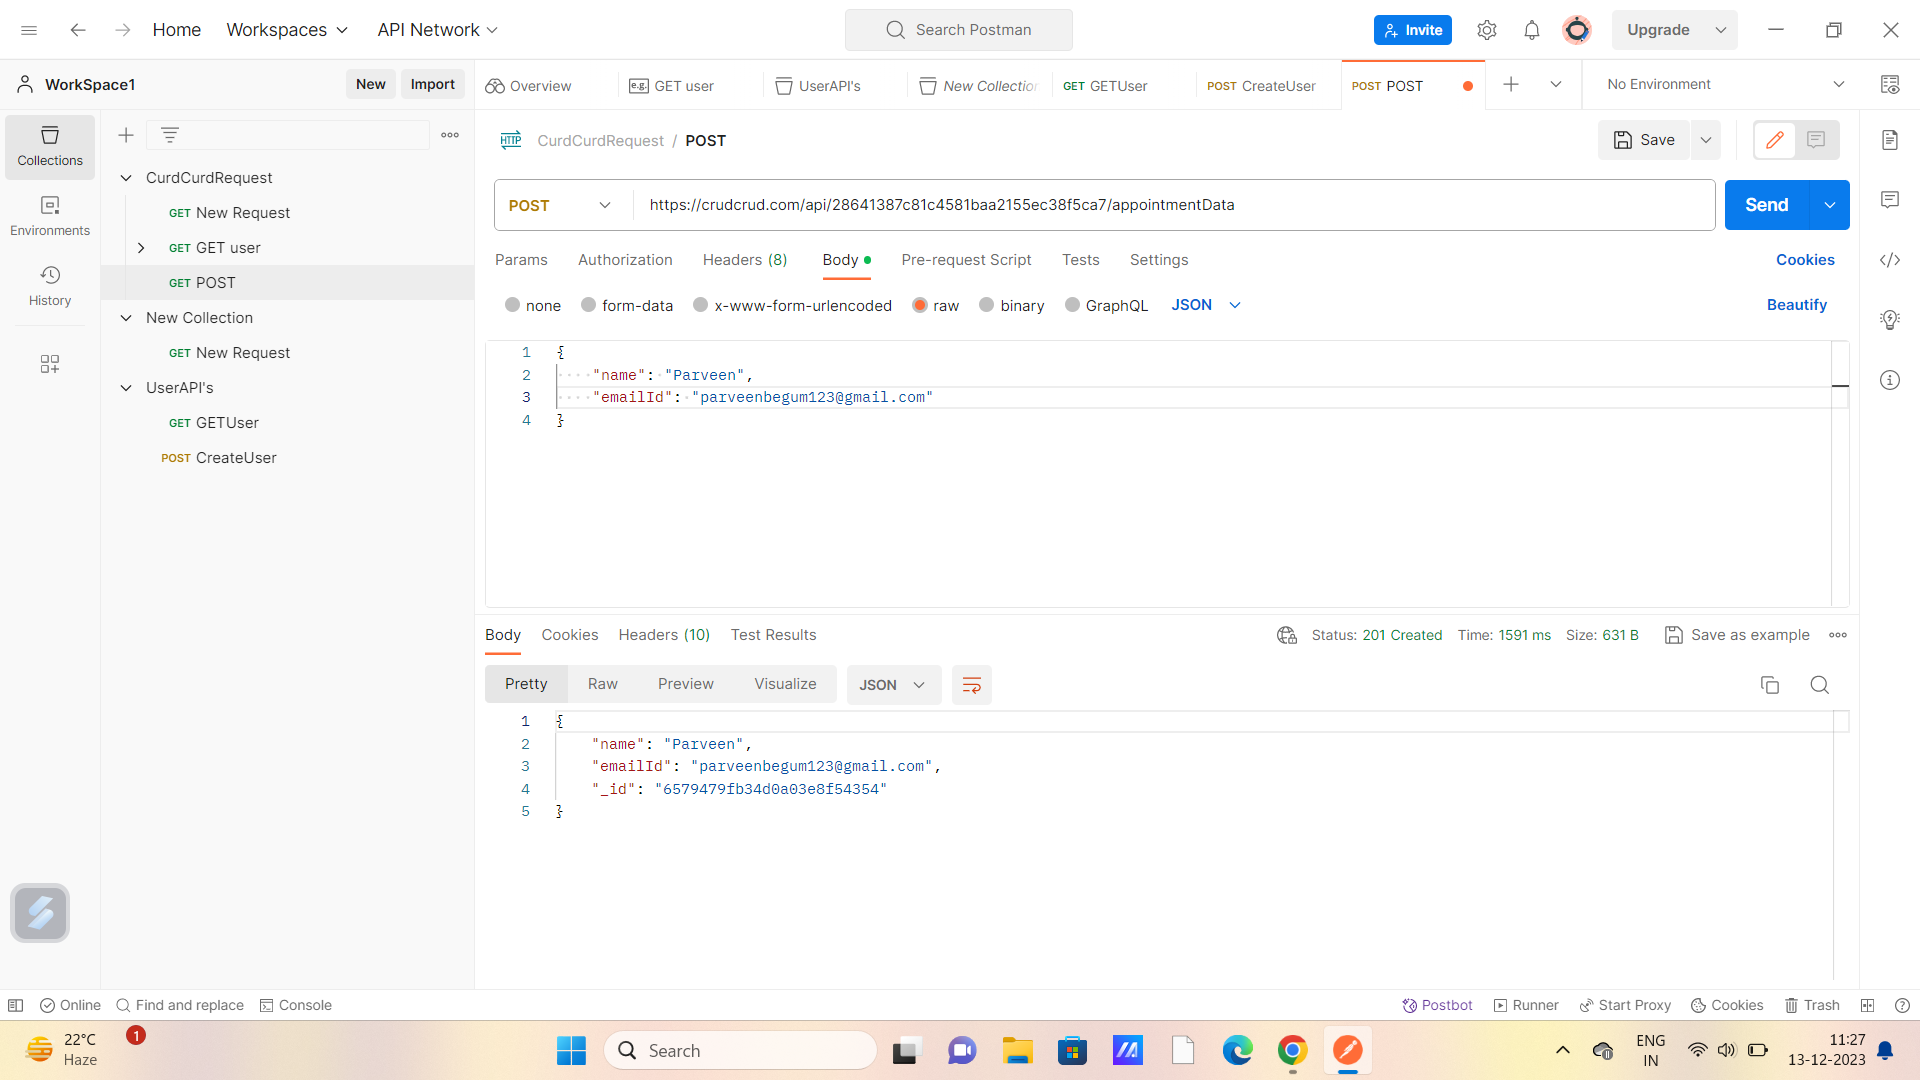 Home Workspaces API Network Search Postman Invite Upgrade
WorkSpace1 New Import Overview e.g. GET user UserAPI's New Collection GET GETUser POST CreateUser POST POST No Environment
Collections
Environments
History
CurdCurdRequest
GET New Request
GET GET user
GET POST
New Collection
GET New Request
UserAPI's
GET GETUser
POST CreateUser
HTTP CurdCurdRequest / POST Save
POST https://crudcrud.com/api/28641387c81c4581baa2155ec38f5ca7/appointmentData Send
Params Authorization Headers (8) Body Pre-request Script Tests Settings Cookies
none form-data x-www-form-urlencoded raw binary GraphQL JSON Beautify
1 {
2 "name": "Parveen",
3 "emailId": "parveenbegum123@gmail.com"
4 }
Body Cookies Headers (10) Test Results Status: 201 Created Time: 1591 ms Size: 631 B Save as example
Pretty Raw Preview Visualize JSON
1 {
2 "name": "Parveen",
3 "emailId": "parveenbegum123@gmail.com",
4 "_id": "6579479fb34d0a03e8f54354"
5 }
Online Find and replace Console Postbot Runner Start Proxy Cookies Trash
22°C
Haze
1
Search
ENG
IN
11:27
13-12-2023